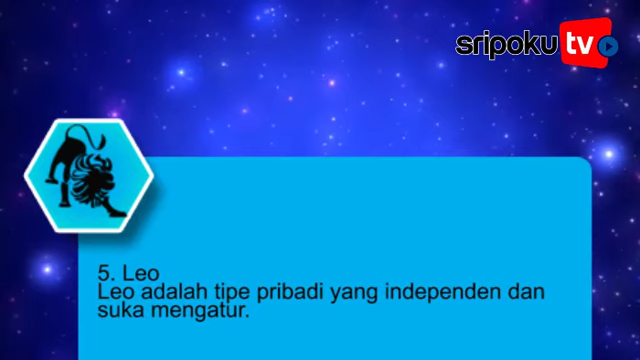 sripoku tv
5. Leo
Leo adalah tipe pribadi yang independen dan
suka mengatur.